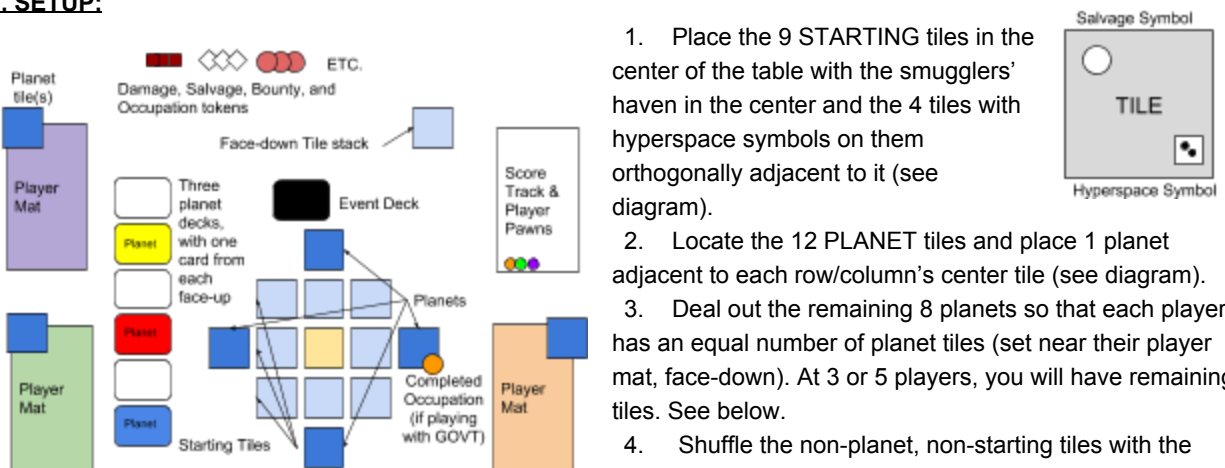 . SETUP:
Planet
tile(s)
Player
Mat
ETC.
Damage, Salvage, Bounty, and
Occupation tokens
Face-down Tile stack
Three
planet
decks,
with one
card from
each
face-up
Planet
Planet
Planet
Event Deck
Score
Track &
Player
Pawns
Planets
Player
Mat
Starting Tiles
Completed
Occupation
(if playing
with GOVT)
Player
Mat
1. Place the 9 STARTING tiles in the
center of the table with the smugglers’
haven in the center and the 4 tiles with
hyperspace symbols on them
orthogonally adjacent to it (see
diagram).
Salvage Symbol
TILE
Hyperspace Symbol
2. Locate the 12 PLANET tiles and place 1 planet
adjacent to each row/column’s center tile (see diagram).
3. Deal out the remaining 8 planets so that each player
has an equal number of planet tiles (set near their player
mat, face-down). At 3 or 5 players, you will have remaining
tiles. See below.
4. Shuffle the non-planet, non-starting tiles with the